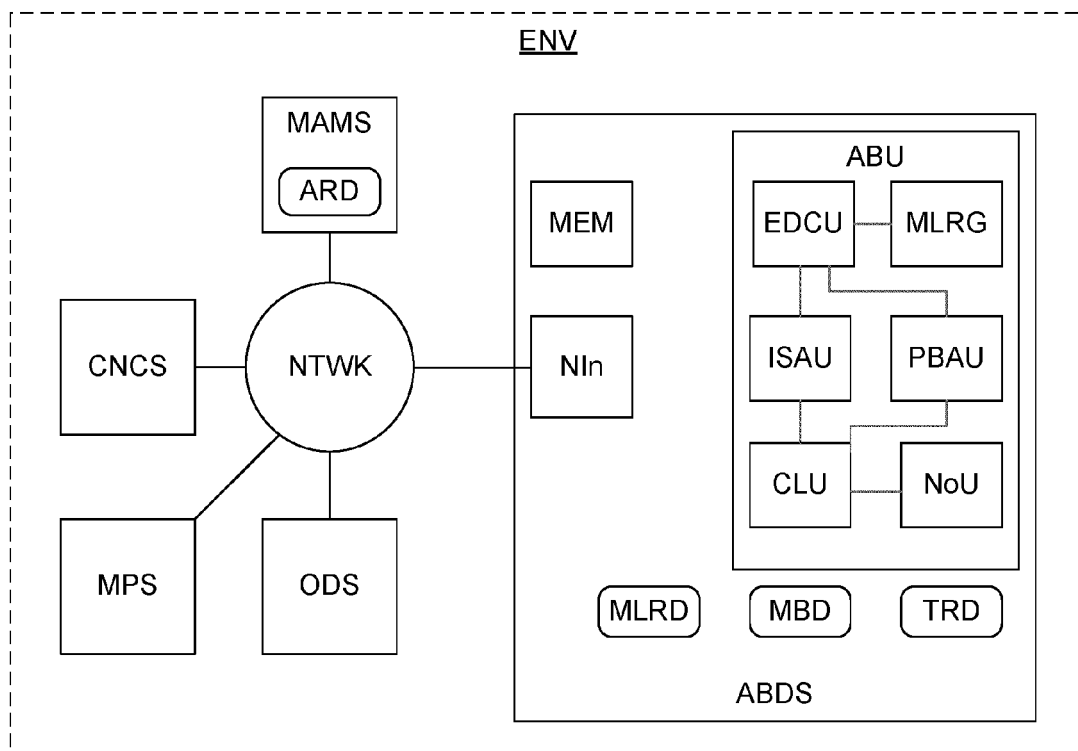 ENV
MAMS
ARD
CNCS
NTWK
MPS
ODS
MEM
NIn
ABU
EDCU
MLRG
ISAU
PBAU
CLU
NoU
MLRD
MBD
TRD
ABDS